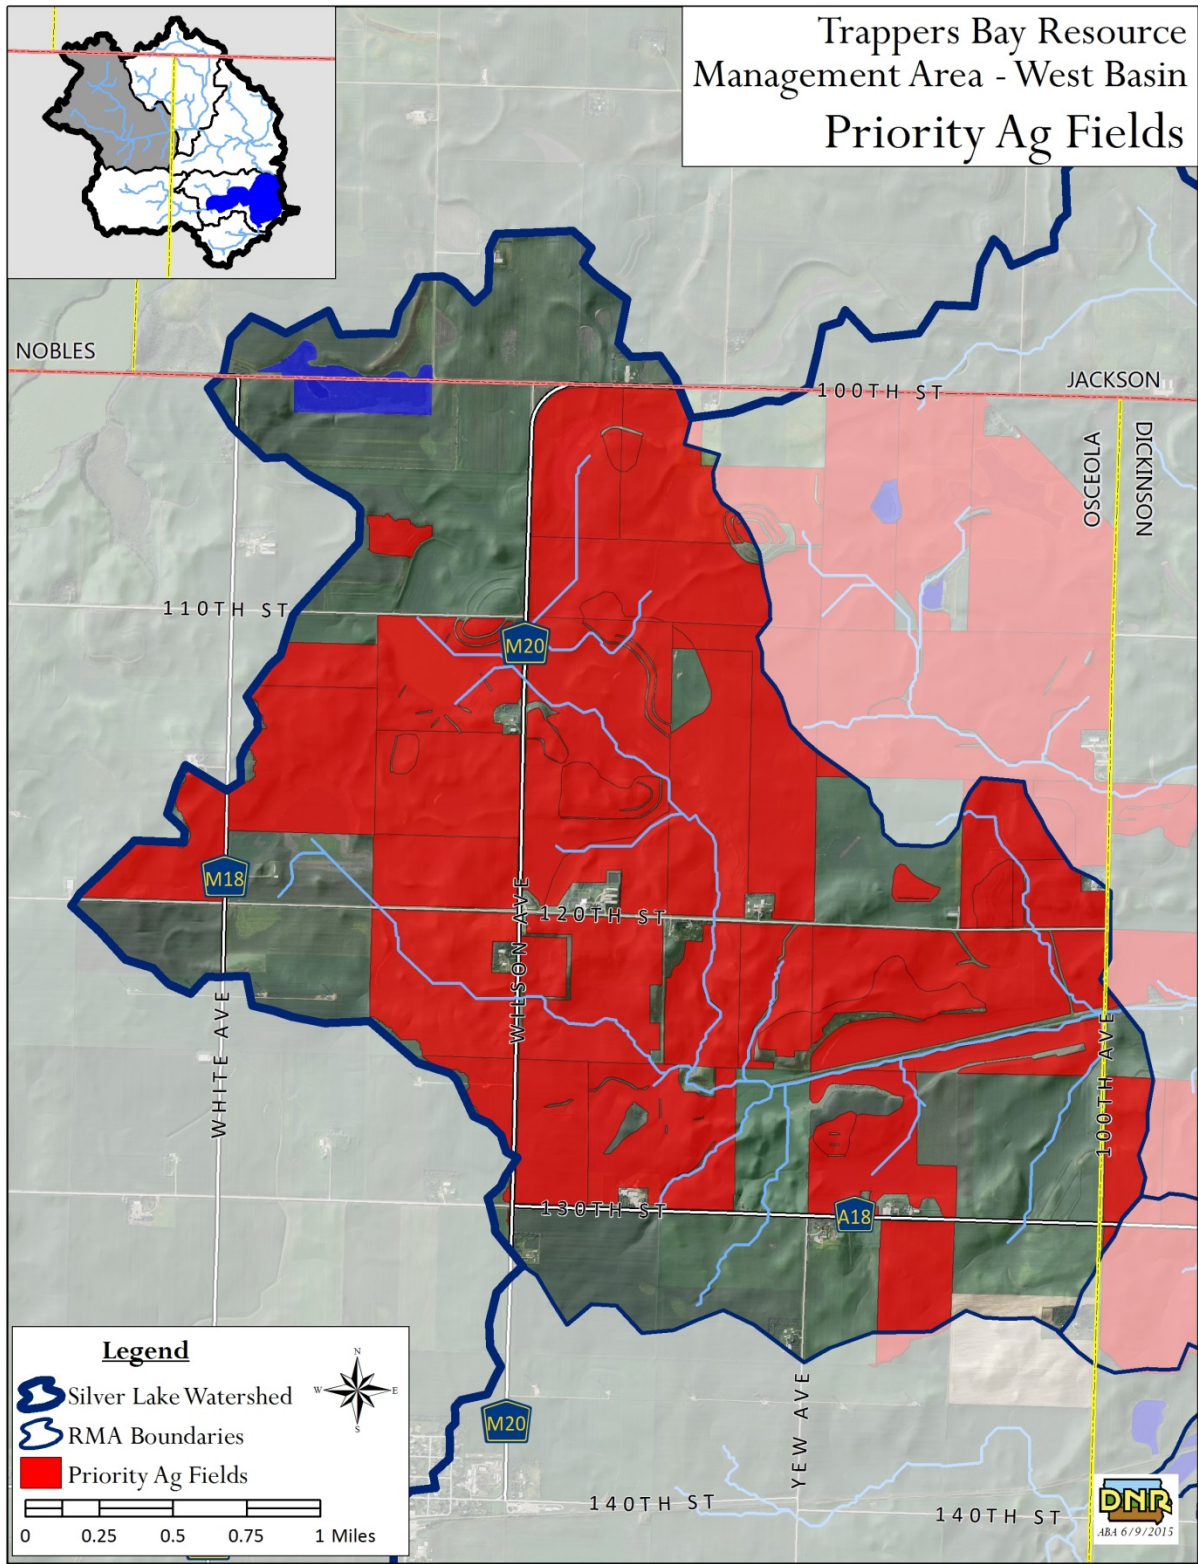 Trappers Bay Resource
Management Area - West Basin
Priority Ag Fields
NOBLES
JACKSON
100TH ST
OSCEOLA
DICKINSON
110TH ST
M20
M18
120TH ST
WILSON AVE
WHITE AVE
100TH AVE
130TH ST
A18
YEW AVE
M20
140TH ST
140TH ST
Legend
Silver Lake Watershed
RMA Boundaries
Priority Ag Fields
N
W
E
S
0 0.25 0.5 0.75 1 Miles
DNR
ABA 6/9/2015